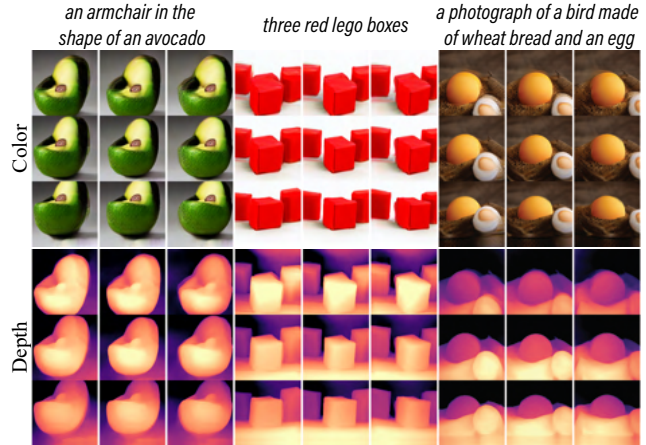 an armchair in the
shape of an avocado
three red lego boxes
a photograph of a bird made
of wheat bread and an egg
Color
Depth